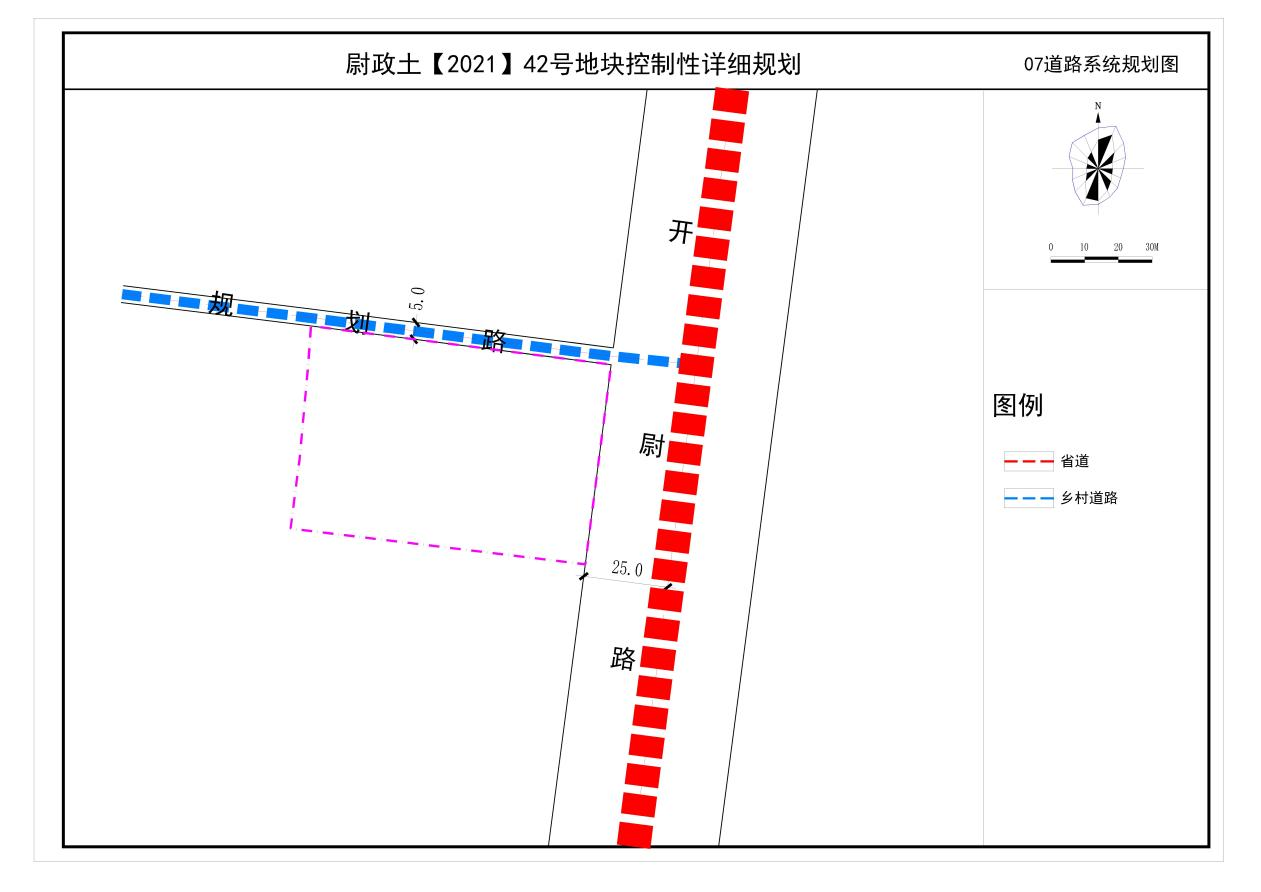 尉政土【2021】42号地块控制性详细规划
07道路系统规划图
N
0 10 20 30M
开
规划路
5.0
尉
25.0
路
图例
省道
乡村道路